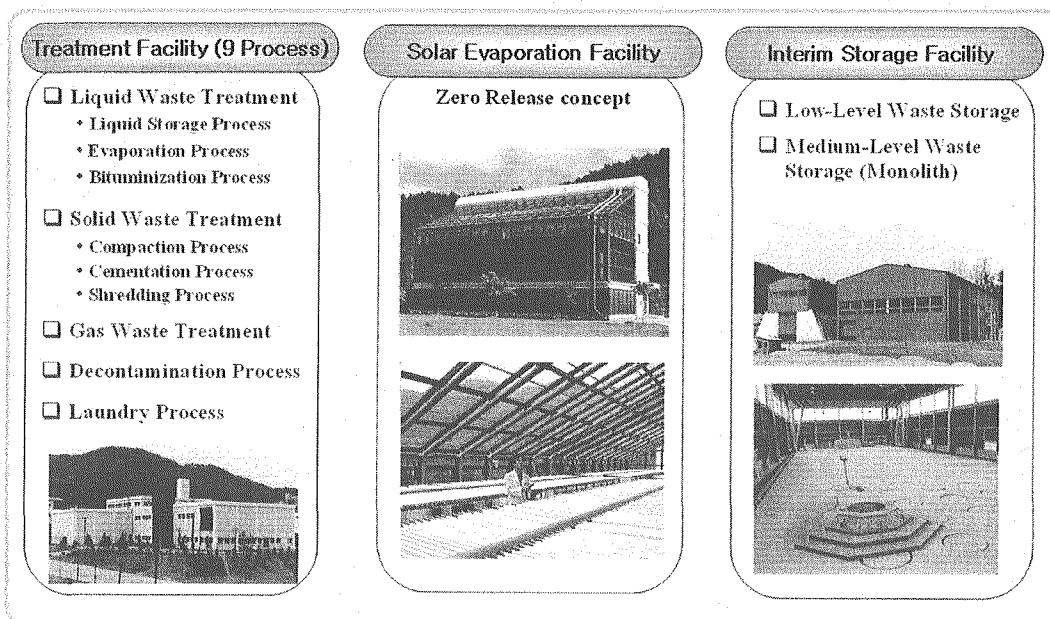 Treatment Facility (9 Process)
❑ Liquid Waste Treatment
• Liquid Storage Process
• Evaporation Process
• Bituminization Process
❑ Solid Waste Treatment
• Compaction Process
• Cementation Process
• Shredding Process
❑ Gas Waste Treatment
❑ Decontamination Process
❑ Laundry Process
Solar Evaporation Facility
Zero Release concept
Interim Storage Facility
❑ Low-Level Waste Storage
❑ Medium-Level Waste
Storage (Monolith)